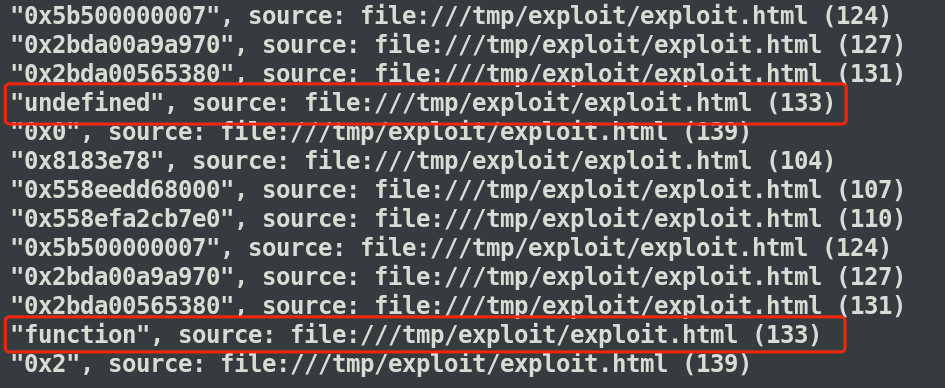 "0x5b500000007", source: file:///tmp/exploit/exploit.html (124)
"0x2bda00a9a970", source: file:///tmp/exploit/exploit.html (127)
"0x2bda00565380", source: file:///tmp/exploit/exploit.html (131)
"undefined", source: file:///tmp/exploit/exploit.html (133)
"0x0", source: file:///tmp/exploit/exploit.html (139)
"0x8183e78", source: file:///tmp/exploit/exploit.html (104)
"0x558eedd68000", source: file:///tmp/exploit/exploit.html (107)
"0x558efa2cb7e0", source: file:///tmp/exploit/exploit.html (110)
"0x5b500000007", source: file:///tmp/exploit/exploit.html (124)
"0x2bda00a9a970", source: file:///tmp/exploit/exploit.html (127)
"0x2bda00565380", source: file:///tmp/exploit/exploit.html (131)
"function", source: file:///tmp/exploit/exploit.html (133)
"0x2", source: file:///tmp/exploit/exploit.html (139)